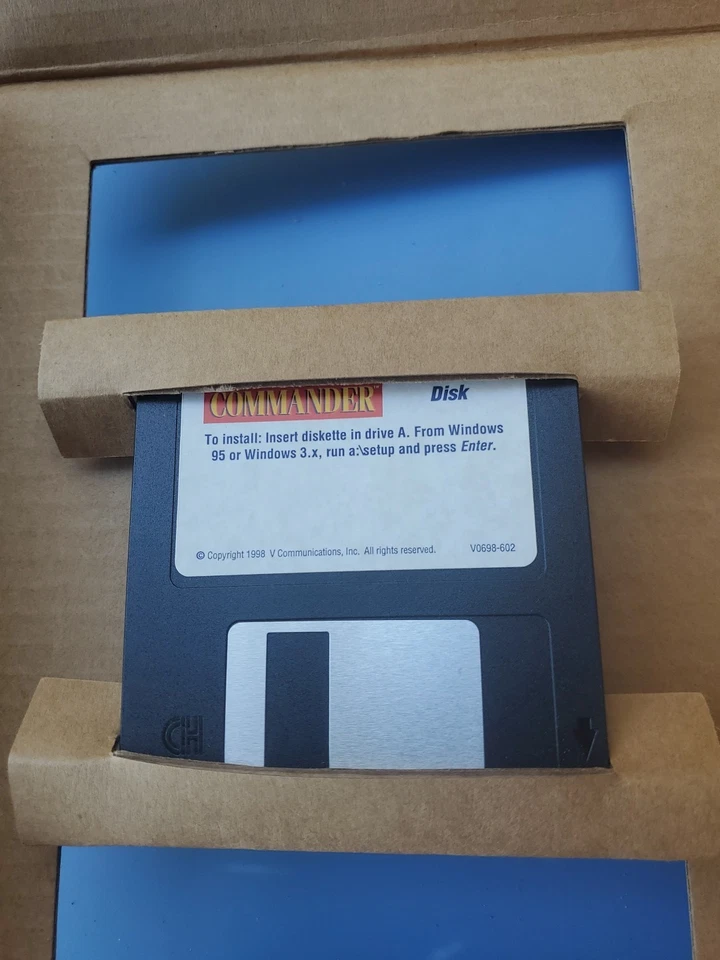 COMMANDER™ Disk
To install: Insert diskette in drive A. From Windows
95 or Windows 3.x, run a:\setup and press Enter.
© Copyright 1998 V Communications, Inc. All rights reserved. V0698-602